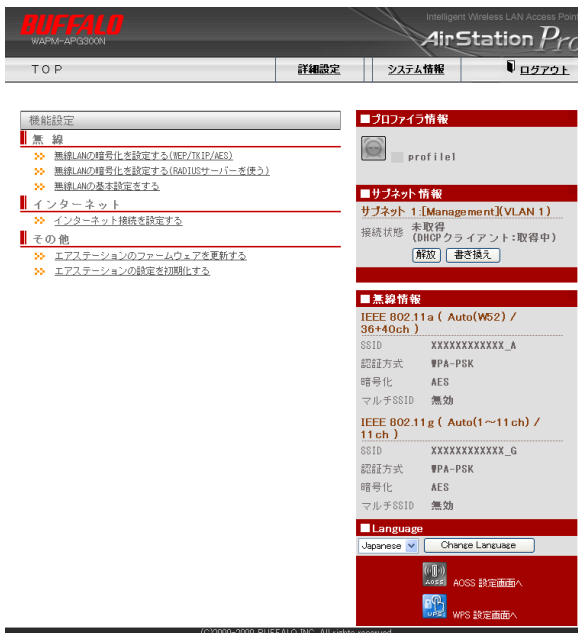 BUFFALO
WAPM-APG300N
Intelligent Wireless LAN Access Poin
AirStation Pro
TOP
詳細設定
システム情報
ログアウト
機能設定
無 線
無線LANの暗号化を設定する(WEP/TKIP/AES)
無線LANの暗号化を設定する(RADIUSサーバーを使う)
無線LANの基本設定をする
インターネット
インターネット接続を設定する
その他
エアステーションのファームウェアを更新する
エアステーションの設定を初期化する
■プロファイラ情報
profile1
■サブネット情報
サブネット 1:[Management](VLAN 1)
接続状態 未取得
(DHCPクライアント:取得中)
解放 書き換え
■無線情報
IEEE 802.11a ( Auto(W52) /
36+40ch )
SSID XXXXXXXXXXXX_A
認証方式 WPA-PSK
暗号化 AES
マルチSSID 無効
IEEE 802.11g ( Auto(1～11ch) /
11ch )
SSID XXXXXXXXXXXX_G
認証方式 WPA-PSK
暗号化 AES
マルチSSID 無効
■Language
Japanese Change Language
AOSS AOSS 設定画面へ
WPS WPS 設定画面へ
(C)2000-2009 BUFFALO INC. All rights reserved.